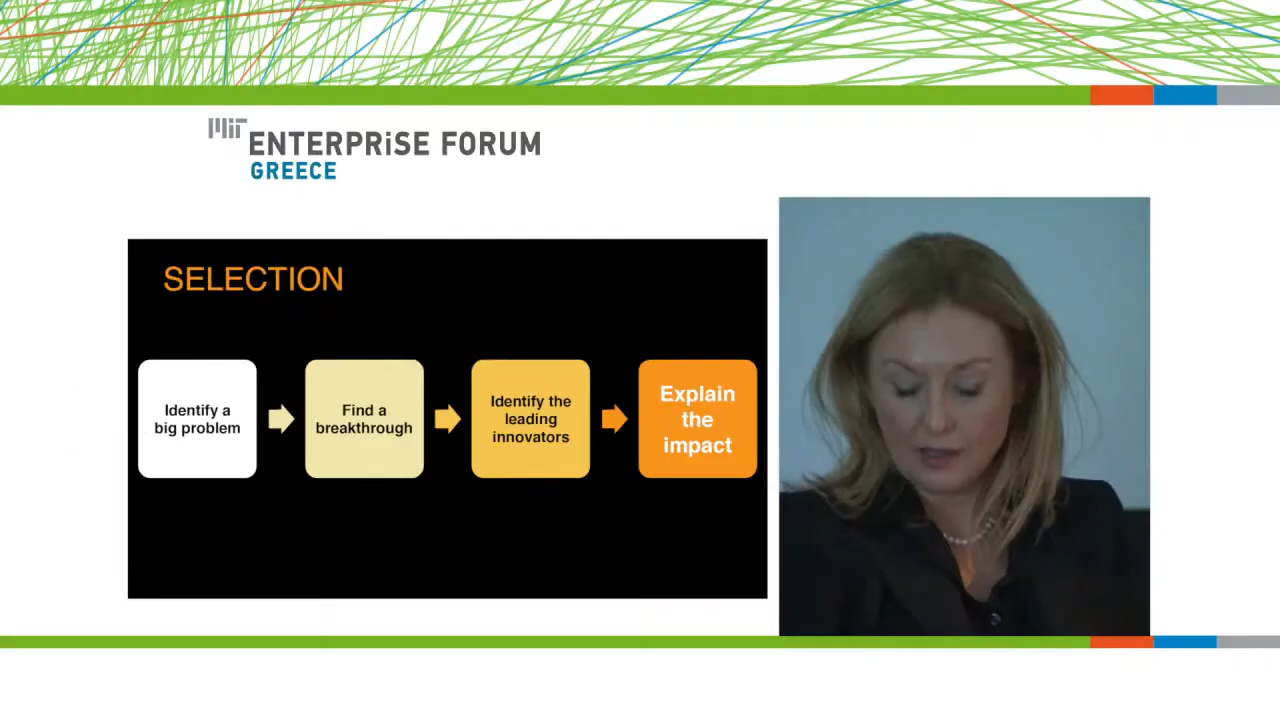 MIT
ENTERPRiSE FORUM
GREECE
SELECTION
Identify a
big problem
Find a
breakthrough
Identify the
leading
innovators
Explain
the
impact